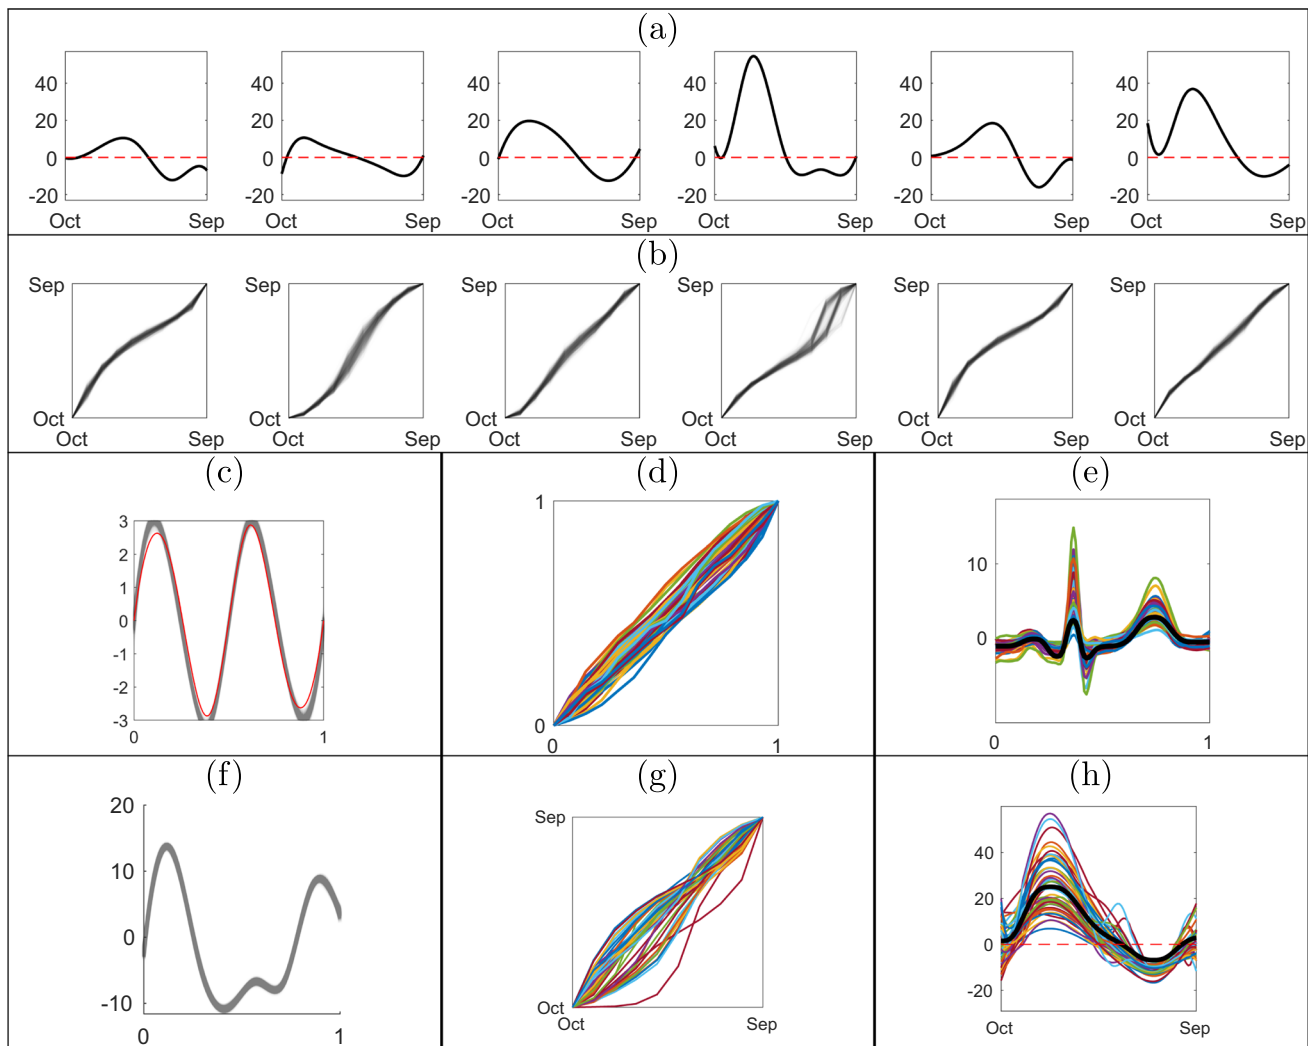 (a)
40 40 40 40 40 40
20 20 20 20 20 20
0 0 0 0 0 0
-20 -20 -20 -20 -20 -20
Oct Sep Oct Sep Oct Sep Oct Sep Oct Sep Oct Sep
(b)
Sep Sep Sep Sep Sep Sep
Oct Oct Oct Oct Oct Oct
Oct Sep Oct Sep Oct Sep Oct Sep Oct Sep Oct Sep
(c)
3
2
1
0
-1
-2
-3
0 1
(d)
1
0
0 1
(e)
10
0
0 1
(f)
20
10
0
-10
0 1
(g)
Sep
Oct
Oct Sep
(h)
40
20
0
-20
Oct Sep